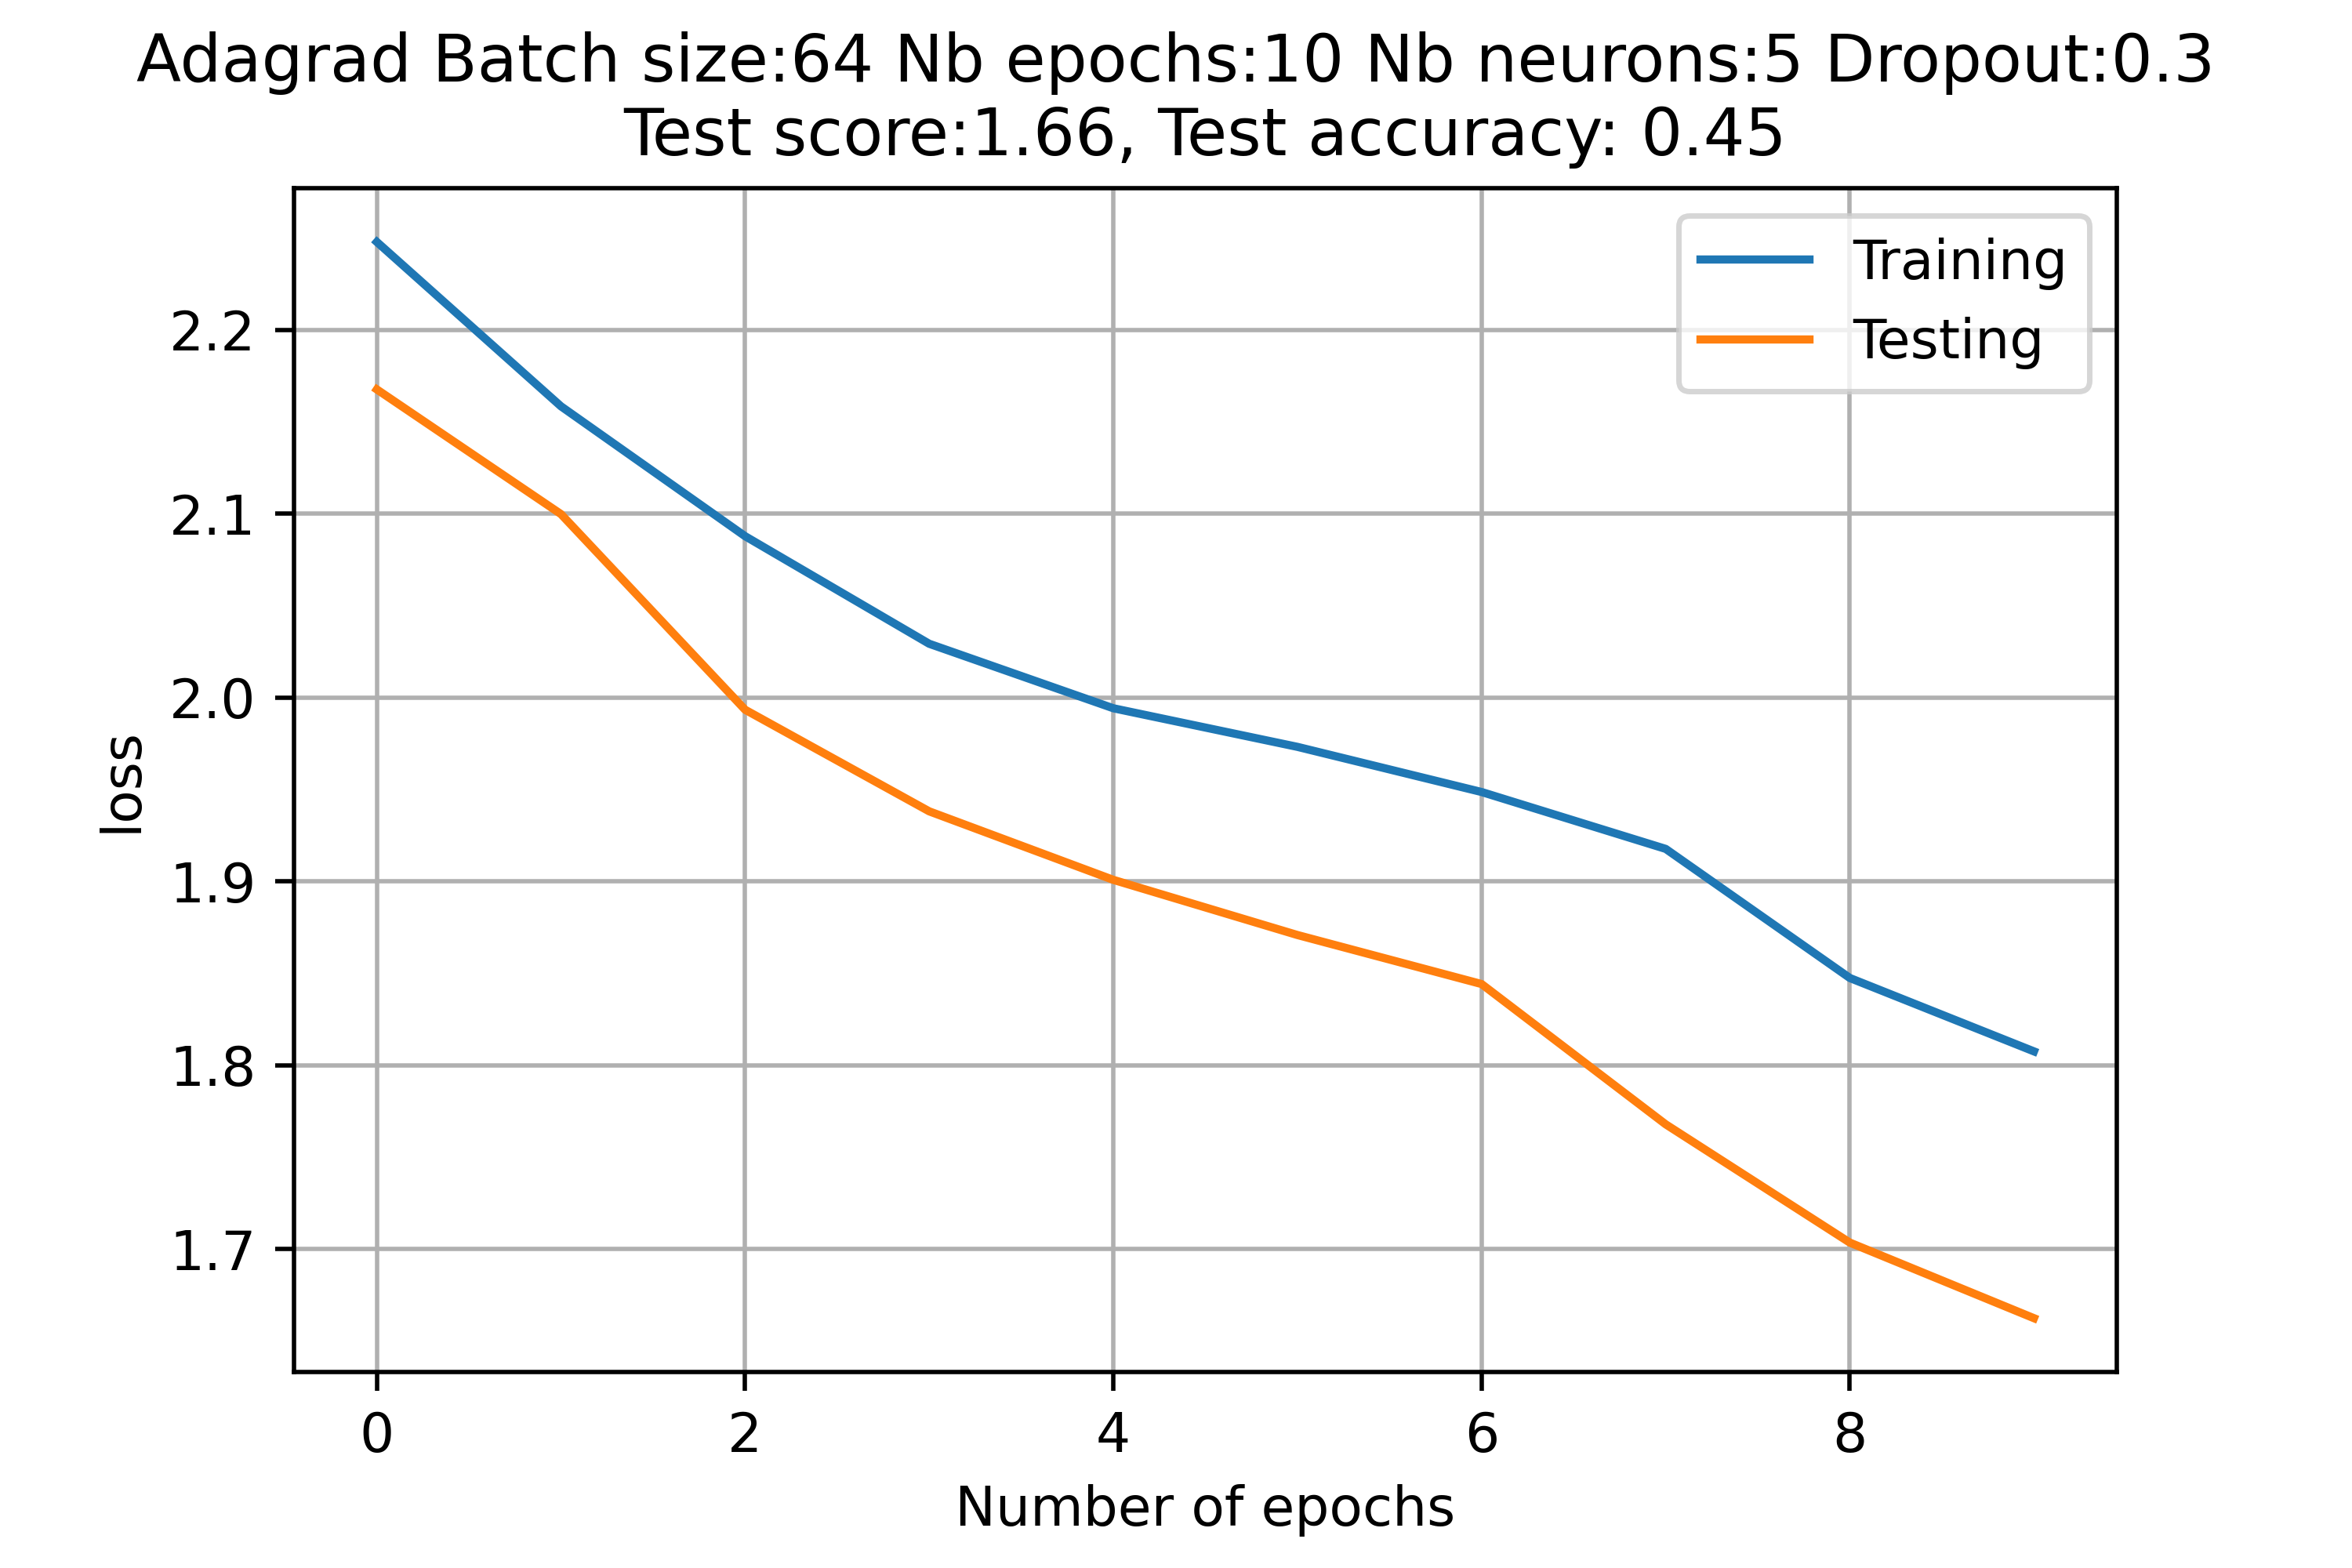 Adagrad Batch size:64 Nb epochs:10 Nb neurons:5 Dropout:0.3
Test score:1.66, Test accuracy: 0.45
Training
Testing
2.2
2.1
2.0
1.9
1.8
1.7
loss
0 2 4 6 8
Number of epochs